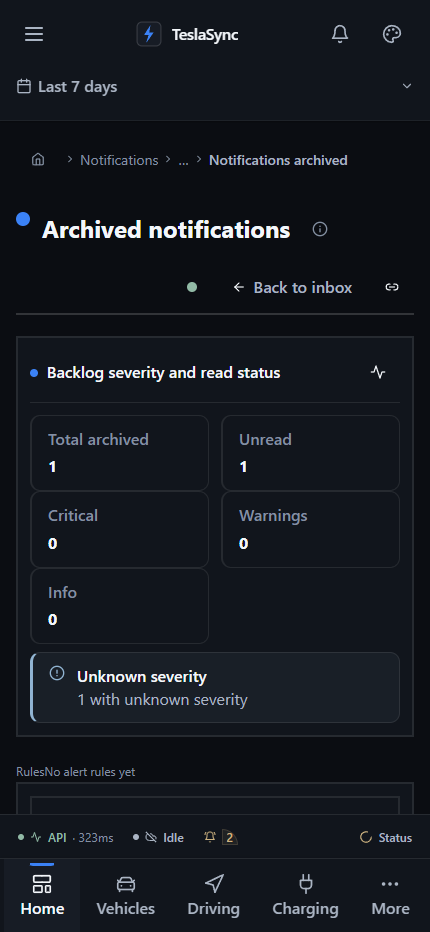 TeslaSync
Last 7 days
Notifications ... Notifications archived
Archived notifications
Back to inbox
Backlog severity and read status
Total archived
1
Unread
1
Critical
0
Warnings
0
Info
0
Unknown severity
1 with unknown severity
RulesNo alert rules yet
API · 323ms Idle 2 Status
Home Vehicles Driving Charging More